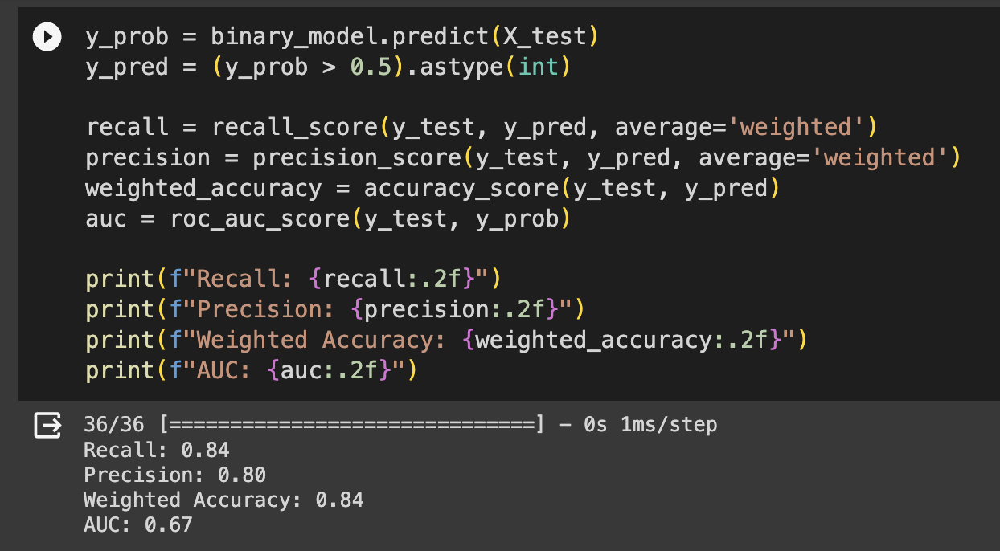 y_prob = binary_model.predict(X_test)
y_pred = (y_prob > 0.5).astype(int)
recall = recall_score(y_test, y_pred, average='weighted')
precision = precision_score(y_test, y_pred, average='weighted')
weighted_accuracy = accuracy_score(y_test, y_pred)
auc = roc_auc_score(y_test, y_prob)
print(f"Recall: {recall:.2f}")
print(f"Precision: {precision:.2f}")
print(f"Weighted Accuracy: {weighted_accuracy:.2f}")
print(f"AUC: {auc:.2f}")
36/36 [==============================] - 0s 1ms/step
Recall: 0.84
Precision: 0.80
Weighted Accuracy: 0.84
AUC: 0.67